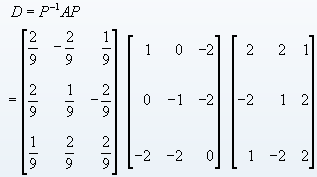 D = P⁻¹AP
= [ 2/9 −2/9 1/9 ] [ 1 0 −2 ] [ 2 2 1 ]
[ 2/9 1/9 −2/9 ] [ 0 −1 −2 ] [ −2 1 2 ]
[ 1/9 2/9 2/9 ] [ −2 −2 0 ] [ 1 −2 2 ]